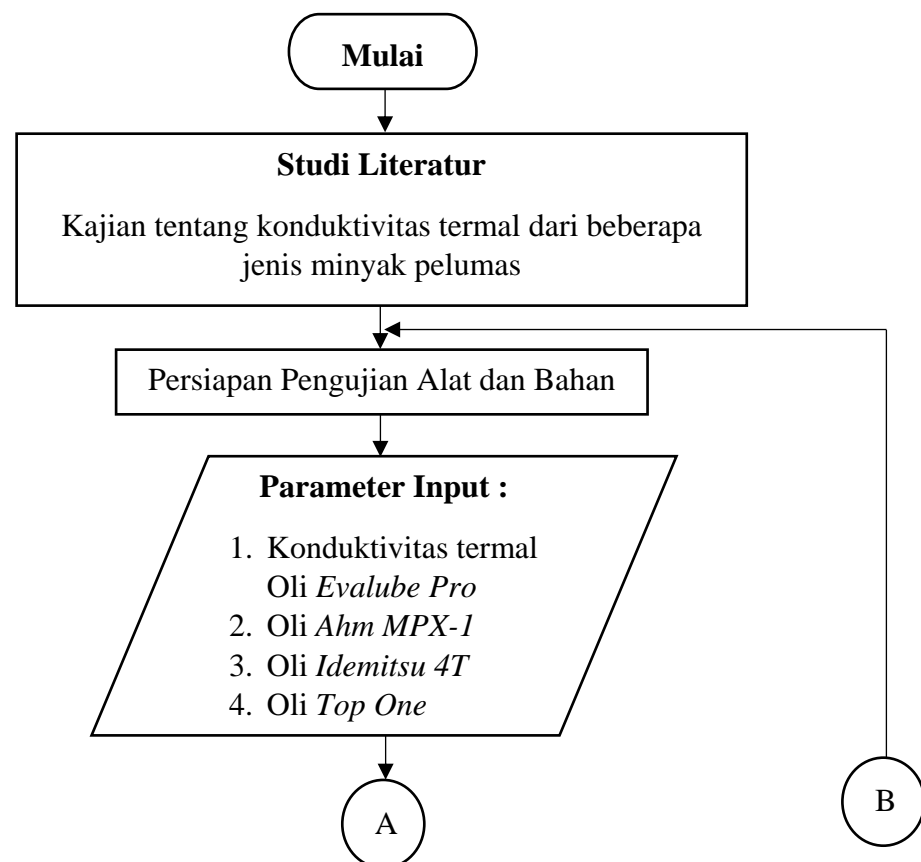 Mulai
Studi Literatur
Kajian tentang konduktivitas termal dari beberapa
jenis minyak pelumas
Persiapan Pengujian Alat dan Bahan
Parameter Input :
1. Konduktivitas termal
Oli Evalube Pro
2. Oli Ahm MPX-1
3. Oli Idemitsu 4T
4. Oli Top One
A
B